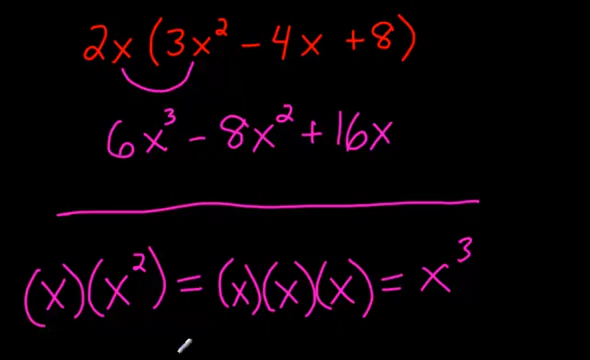 2x (3x² - 4x + 8)
6x³ - 8x² + 16x
(x)(x²) = (x)(x)(x) = x³